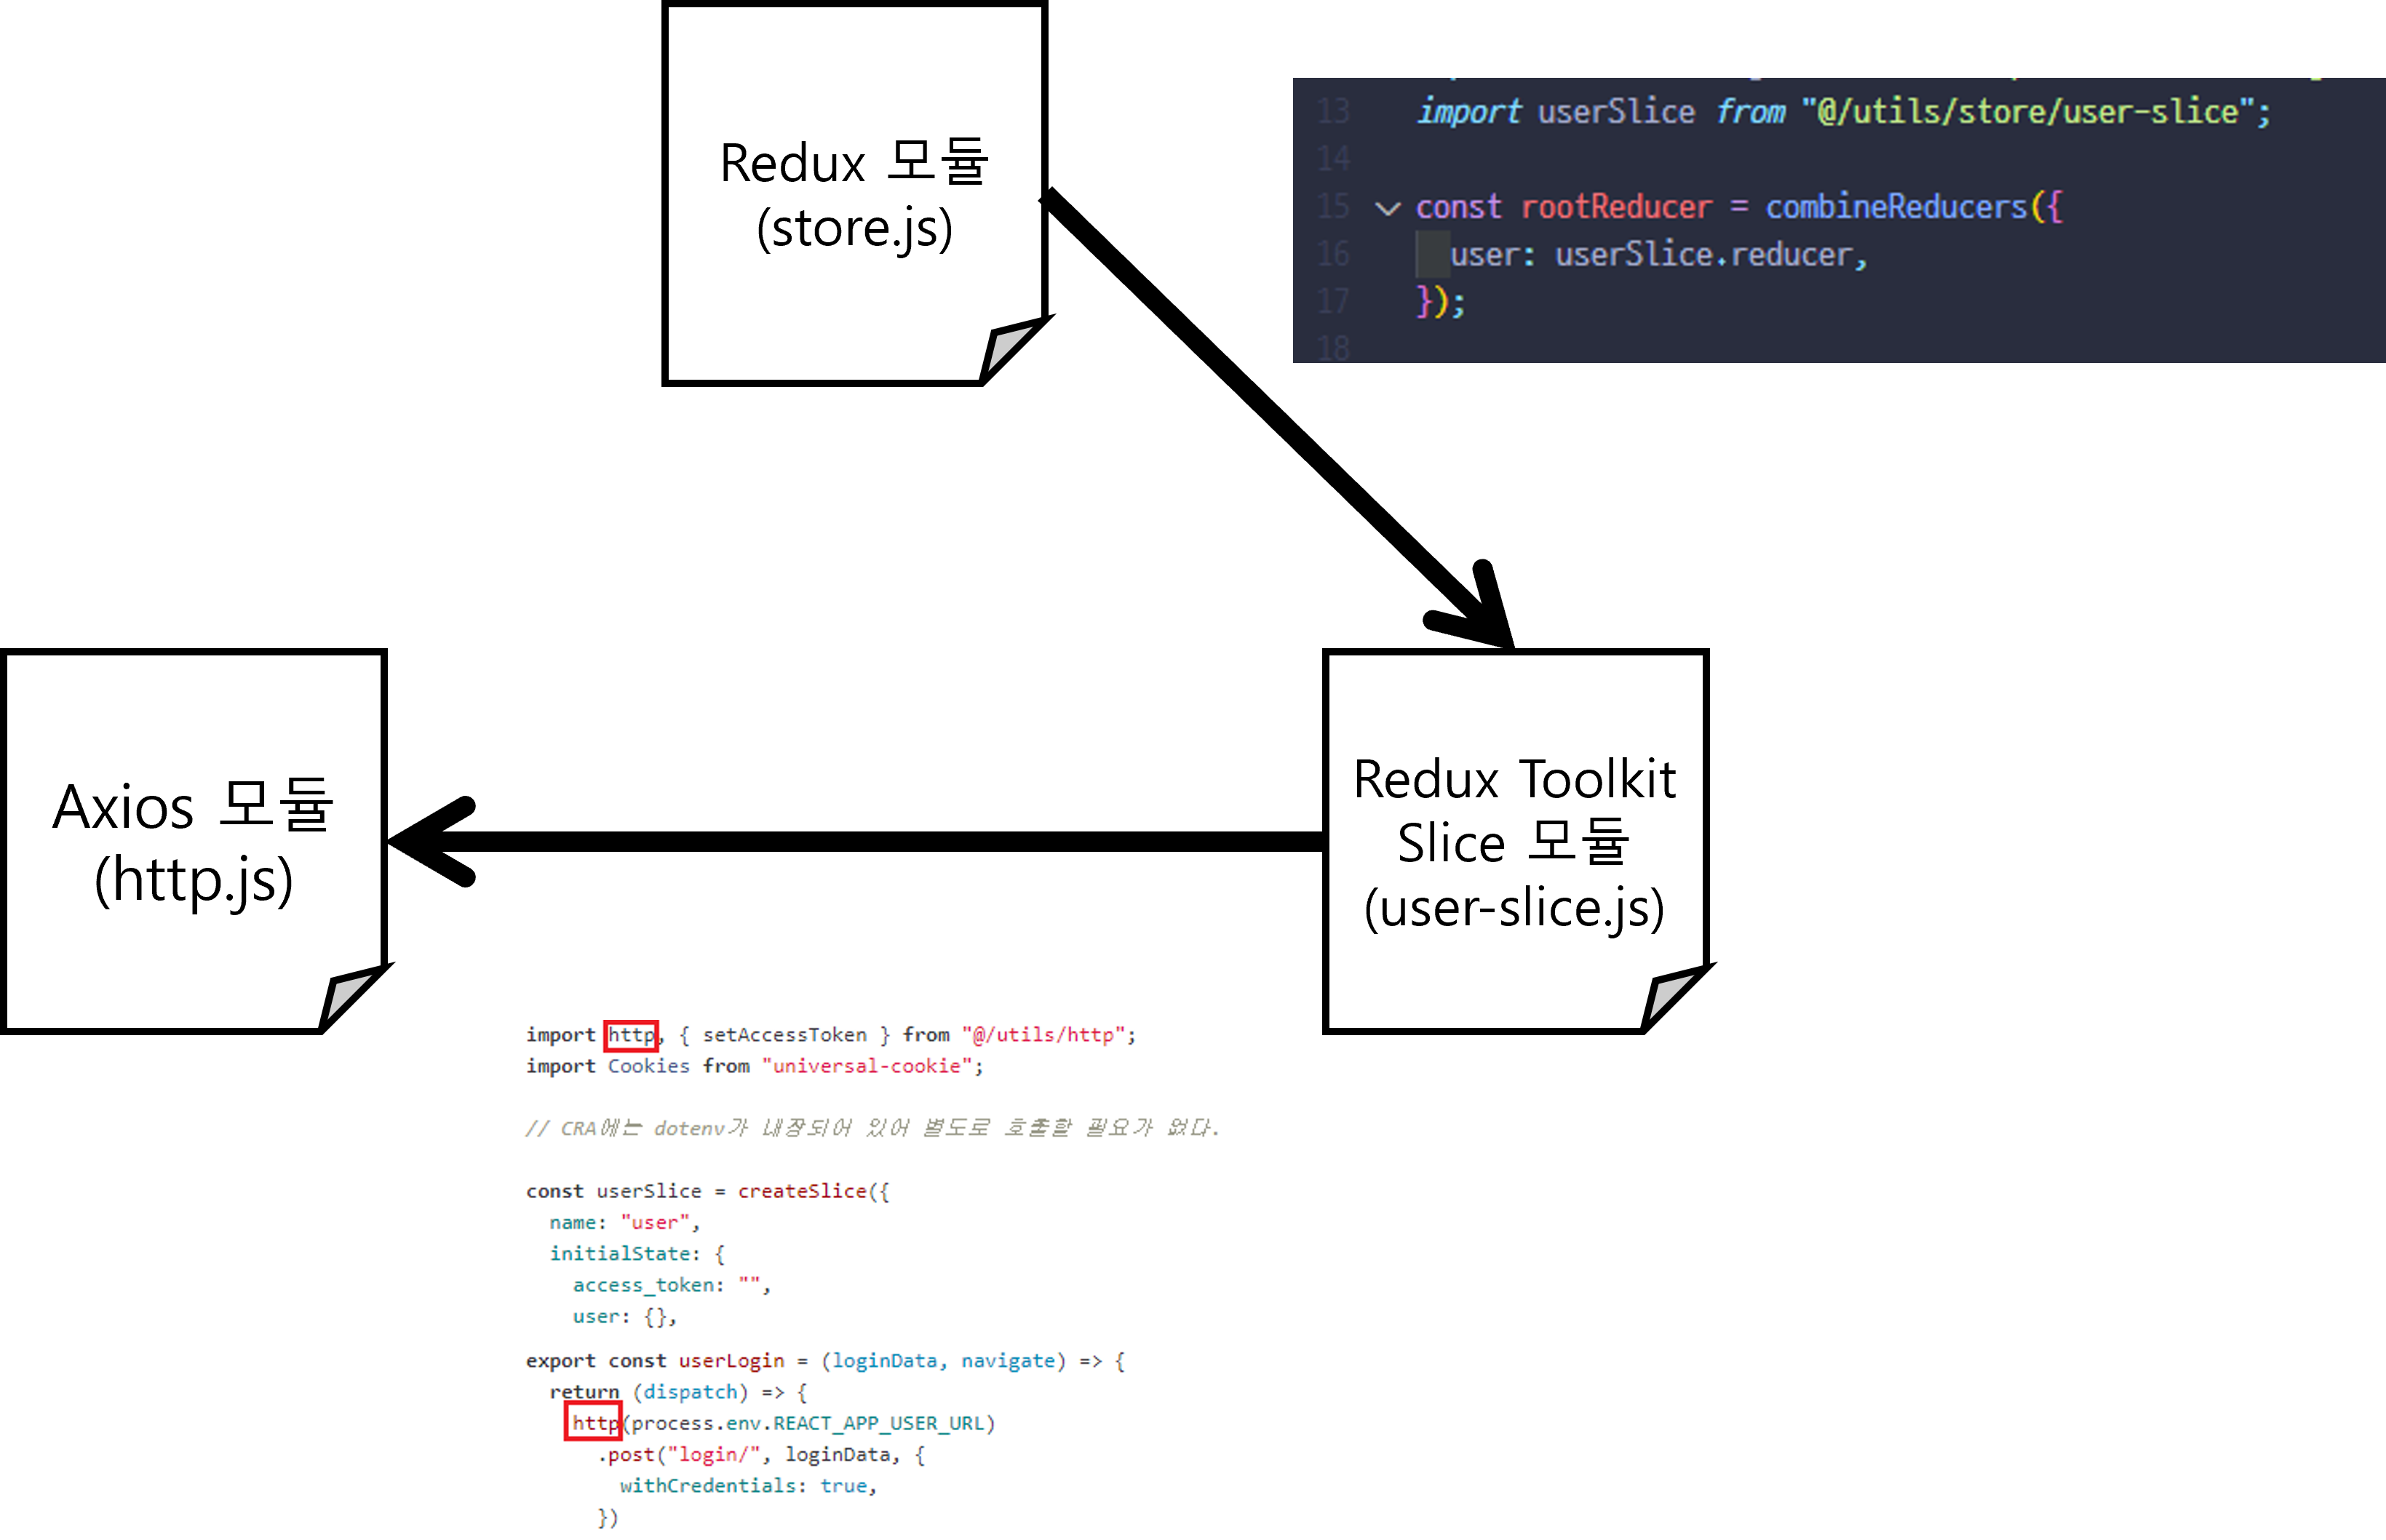 Redux 모듈
(store.js)
13 import userSlice from "@/utils/store/user-slice";
14
15 const rootReducer = combineReducers({
16 user: userSlice.reducer,
17 });
18
Axios 모듈
(http.js)
Redux Toolkit
Slice 모듈
(user-slice.js)
import http, { setAccessToken } from "@/utils/http";
import Cookies from "universal-cookie";
// CRA에는 dotenv가 내장되어 있어 별도로 호출할 필요가 없다.
const userSlice = createSlice({
name: "user",
initialState: {
access_token: "",
user: {},
export const userLogin = (loginData, navigate) => {
return (dispatch) => {
http(process.env.REACT_APP_USER_URL)
.post("login/", loginData, {
withCredentials: true,
})